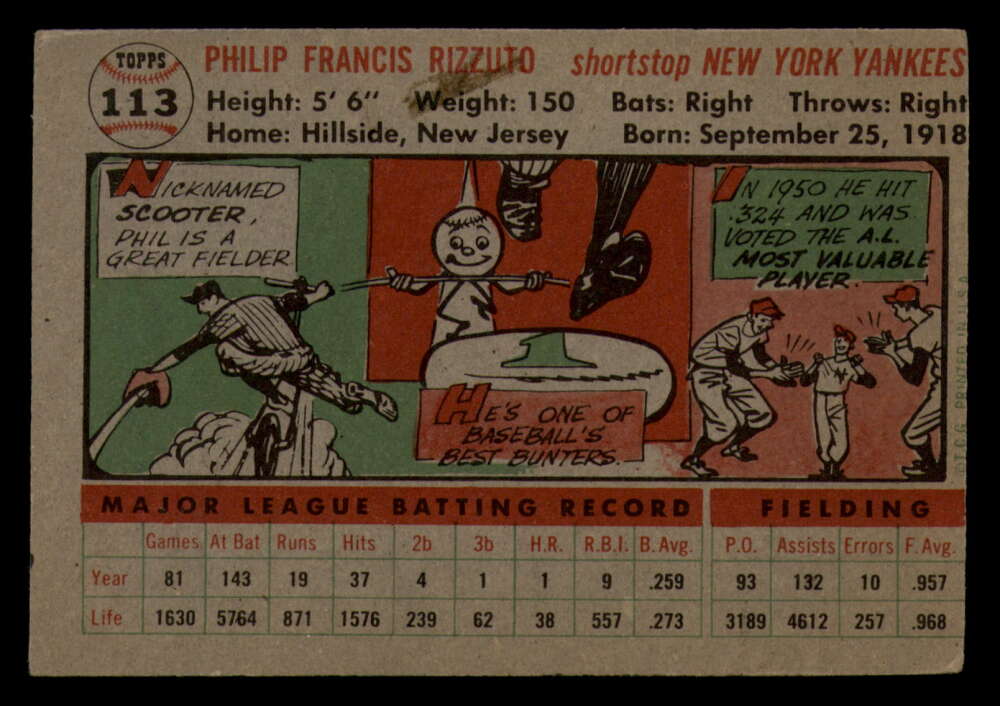 TOPPS
113
PHILIP FRANCIS RIZZUTO shortstop NEW YORK YANKEES
Height: 5' 6" Weight: 150 Bats: Right Throws: Right
Home: Hillside, New Jersey Born: September 25, 1918
NICKNAMED
SCOOTER,
PHIL IS A
GREAT FIELDER
1
HE'S ONE OF
BASEBALL'S
BEST BUNTERS.
IN 1950 HE HIT
.324 AND WAS
VOTED THE A.L.
MOST VALUABLE
PLAYER.
©T.C.G. PRINTED IN U.S.A.
MAJOR LEAGUE BATTING RECORD FIELDING
Games At Bat Runs Hits 2b 3b H.R. R.B.I. B. Avg. P.O. Assists Errors F. Avg.
Year 81 143 19 37 4 1 1 9 .259 93 132 10 .957
Life 1630 5764 871 1576 239 62 38 557 .273 3189 4612 257 .968